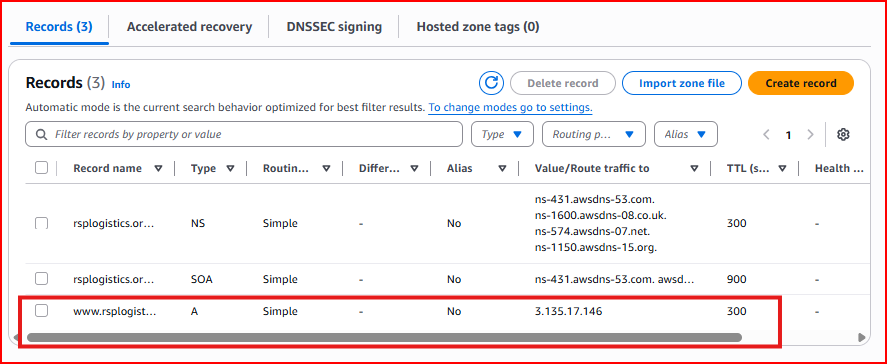 Records (3) Accelerated recovery DNSSEC signing Hosted zone tags (0)
Records (3) Info Delete record Import zone file Create record
Automatic mode is the current search behavior optimized for best filter results. To change modes go to settings.
Filter records by property or value Type Routing p... Alias 1
Record name Type Routin... Differ... Alias Value/Route traffic to TTL (s... Health ...
rsplogistics.or... NS Simple - No ns-431.awsdns-53.com. 300 -
ns-1600.awsdns-08.co.uk.
ns-574.awsdns-07.net.
ns-1150.awsdns-15.org.
rsplogistics.or... SOA Simple - No ns-431.awsdns-53.com. awsd... 900 -
www.rsplogist... A Simple - No 3.135.17.146 300 -